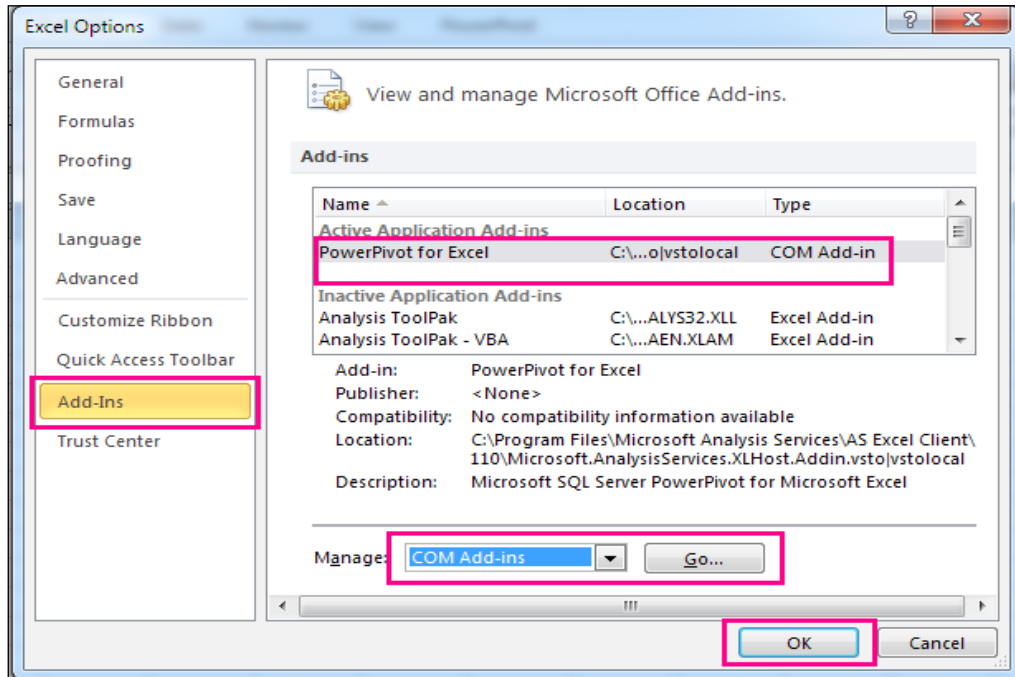 Excel Options
General
Formulas
Proofing
Save
Language
Advanced
Customize Ribbon
Quick Access Toolbar
Add-Ins
Trust Center
View and manage Microsoft Office Add-ins.
Add-ins
Name Location Type
Active Application Add-ins
PowerPivot for Excel C:\...o|vstolocal COM Add-in
Inactive Application Add-ins
Analysis ToolPak C:\...ALYS32.XLL Excel Add-in
Analysis ToolPak - VBA C:\...AEN.XLAM Excel Add-in
Add-in: PowerPivot for Excel
Publisher: <None>
Compatibility: No compatibility information available
Location: C:\Program Files\Microsoft Analysis Services\AS Excel Client\
110\Microsoft.AnalysisServices.XLHost.Addin.vsto|vstolocal
Description: Microsoft SQL Server PowerPivot for Microsoft Excel
Manage: COM Add-ins Go...
OK Cancel